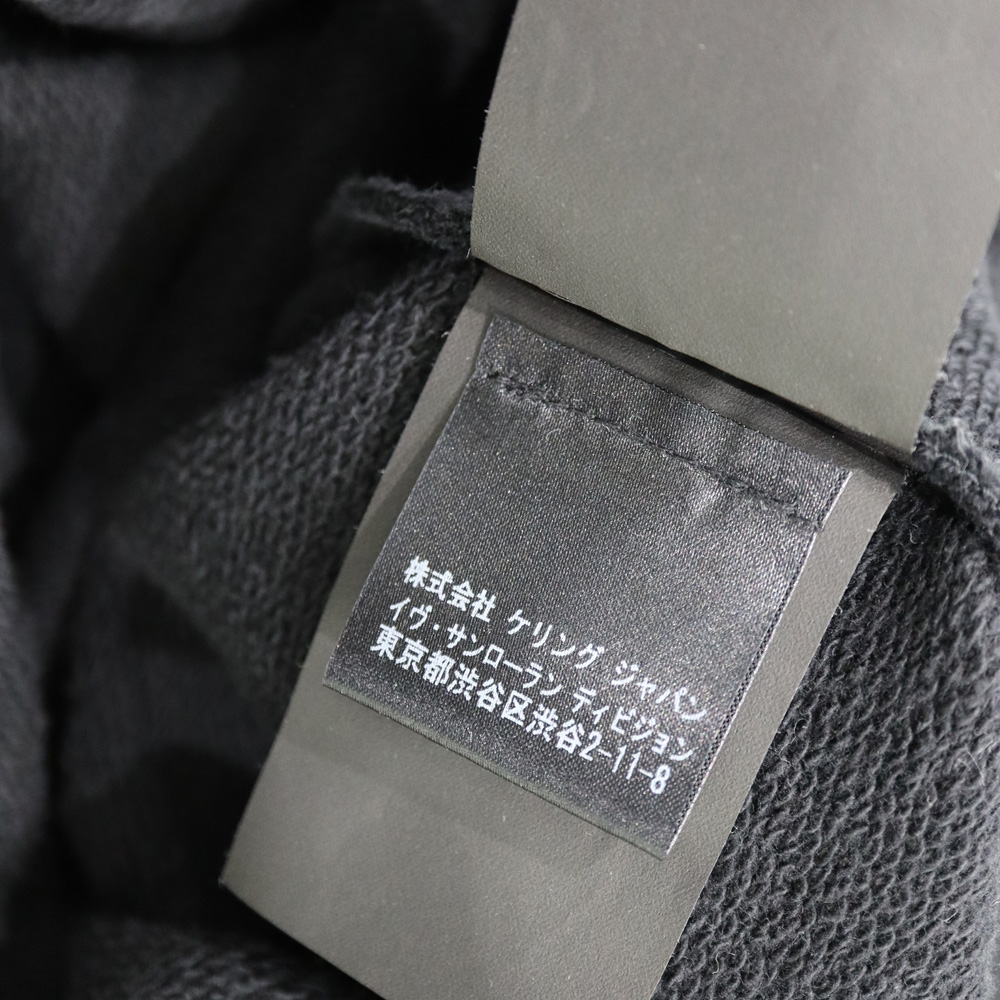 株式会社 ケリング ジャパン
イヴ・サンローラン ディビジョン
東京都渋谷区渋谷2-11-8